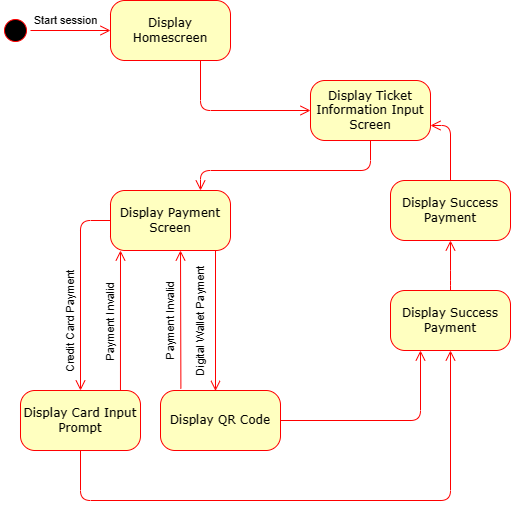 Start session
Display
Homescreen
Display Ticket
Information Input
Screen
Display Success
Payment
Display Payment
Screen
Credit Card Payment
Payment Invalid
Payment Invalid
Digital Wallet Payment
Display Success
Payment
Display Card Input
Prompt
Display QR Code